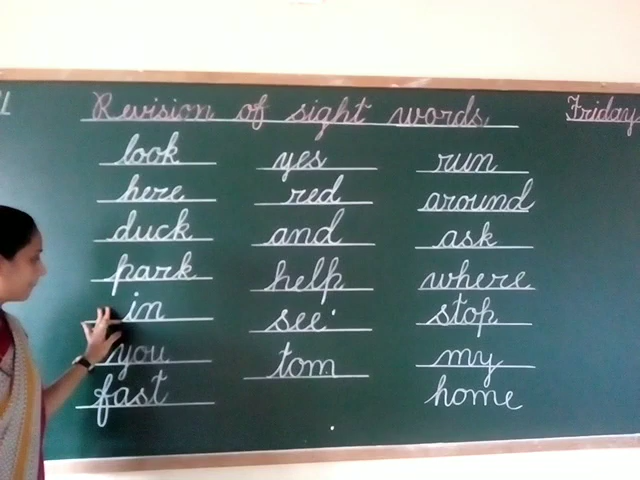 Revision of sight words Friday
look yes run
here red around
duck and ask
park help where
in see stop
you tom my
fast home